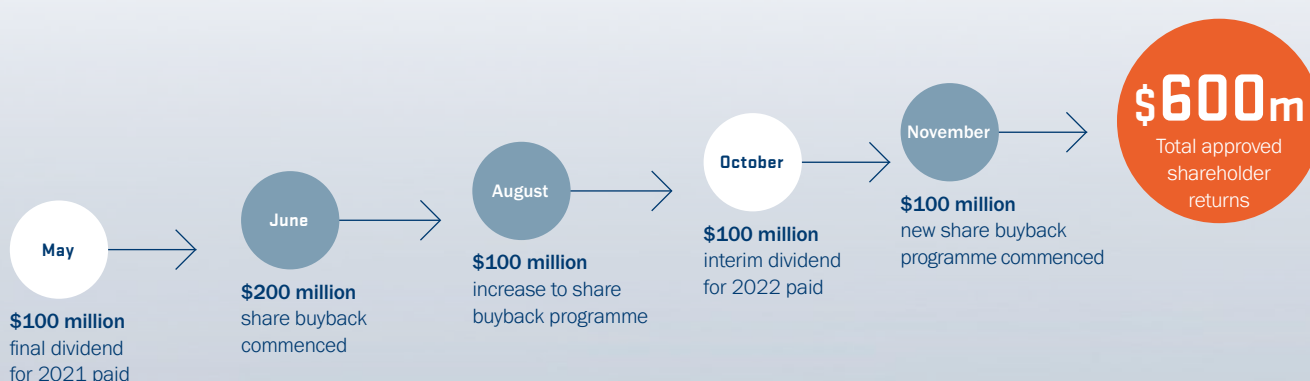 May
$100 million
final dividend
for 2021 paid
June
$200 million
share buyback
commenced
August
$100 million
increase to share
buyback programme
October
$100 million
interim dividend
for 2022 paid
November
$100 million
new share buyback
programme commenced
$600m
Total approved
shareholder
returns